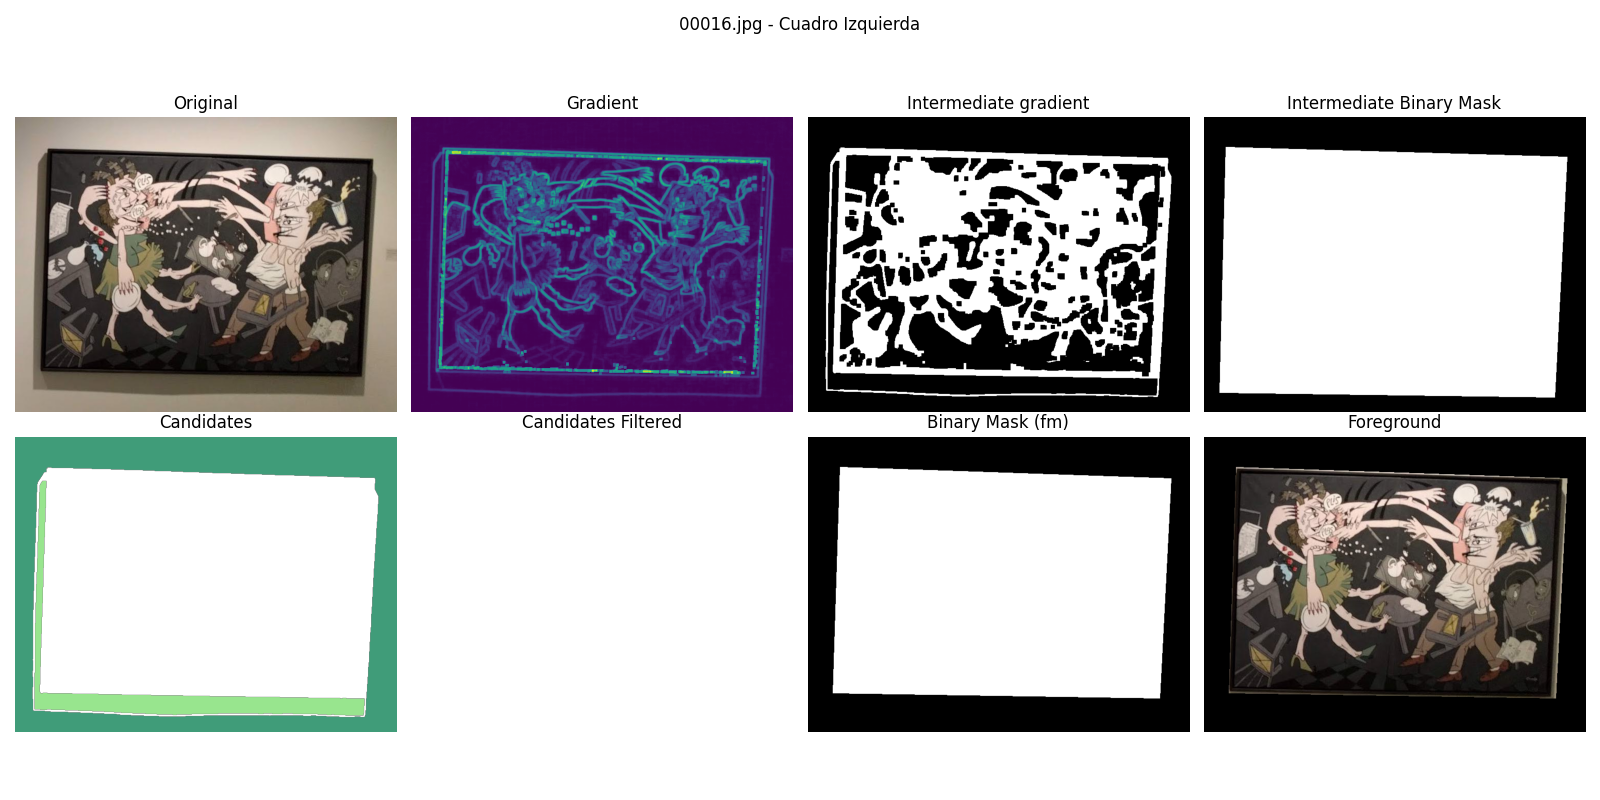 00016.jpg - Cuadro Izquierda
Original
Gradient
Intermediate gradient
Intermediate Binary Mask
Candidates
Candidates Filtered
Binary Mask (fm)
Foreground